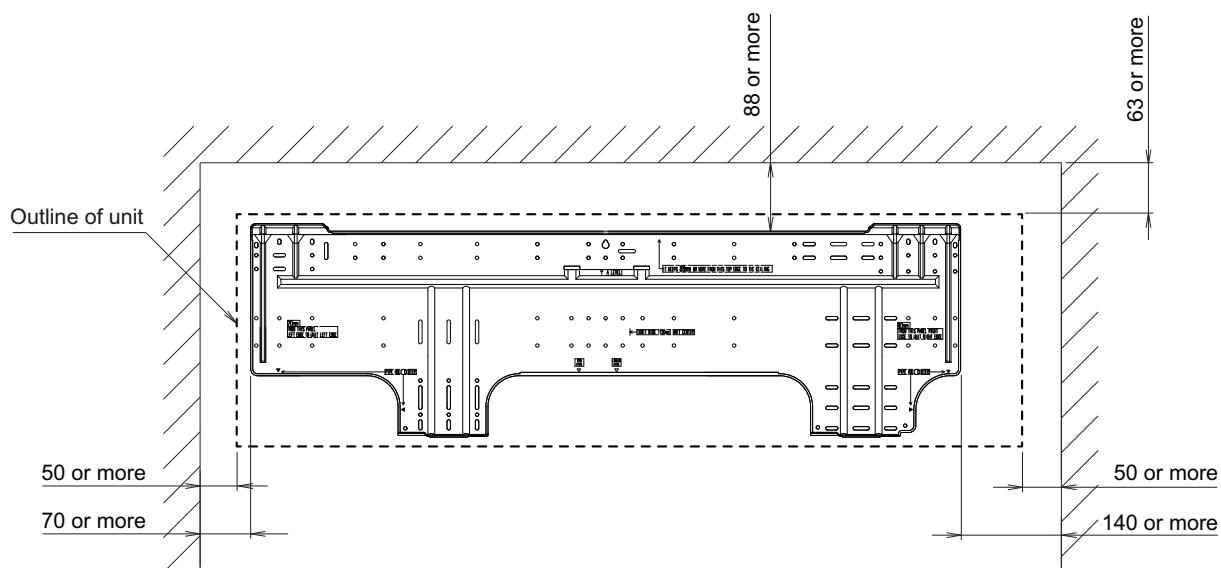 88 or more
63 or more
Outline of unit
A LEVEL!
50 or more
50 or more
70 or more
140 or more